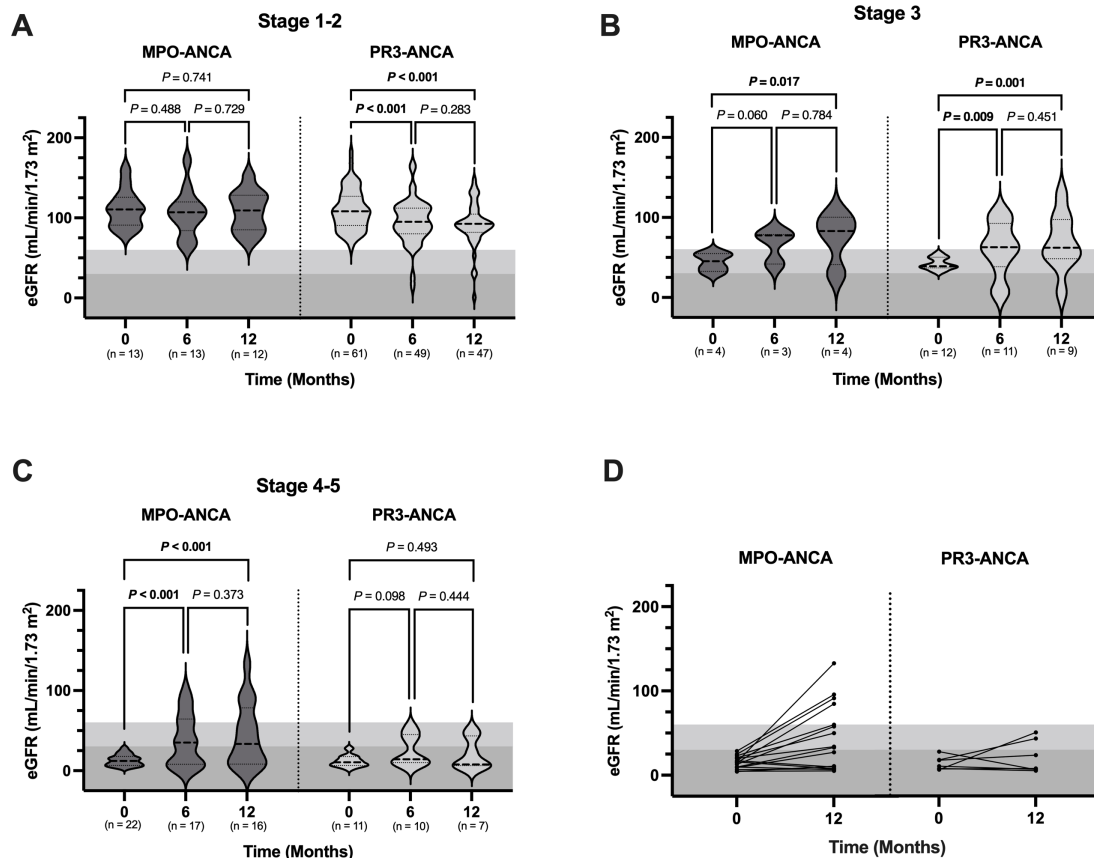 A
Stage 1-2
MPO-ANCA
PR3-ANCA
P = 0.741
P < 0.001
P = 0.488
P = 0.729
P < 0.001
P = 0.283
eGFR (mL/min/1.73 m²)
200
100
0
0
6
12
0
6
12
(n = 13)
(n = 13)
(n = 12)
(n = 61)
(n = 49)
(n = 47)
Time (Months)
B
Stage 3
MPO-ANCA
PR3-ANCA
P = 0.017
P = 0.001
P = 0.060
P = 0.784
P = 0.009
P = 0.451
eGFR (mL/min/1.73 m²)
200
100
0
0
6
12
0
6
12
(n = 4)
(n = 3)
(n = 4)
(n = 12)
(n = 11)
(n = 9)
Time (Months)
C
Stage 4-5
MPO-ANCA
PR3-ANCA
P < 0.001
P = 0.493
P < 0.001
P = 0.373
P = 0.098
P = 0.444
eGFR (mL/min/1.73 m²)
200
100
0
0
6
12
0
6
12
(n = 22)
(n = 17)
(n = 16)
(n = 11)
(n = 10)
(n = 7)
Time (Months)
D
MPO-ANCA
PR3-ANCA
eGFR (mL/min/1.73 m²)
200
100
0
0
12
0
12
Time (Months)